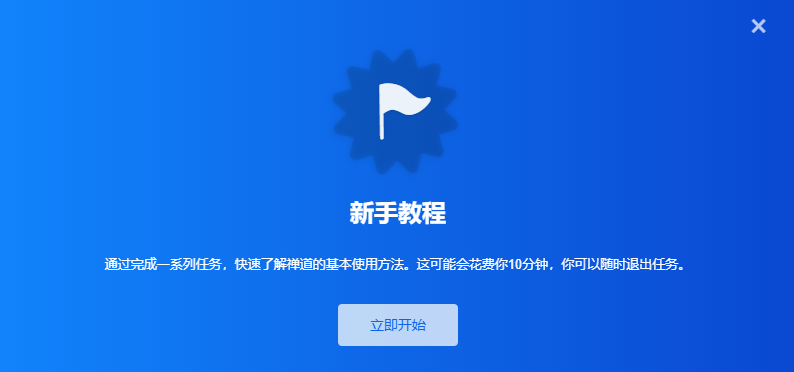 新手教程
通过完成一系列任务，快速了解禅道的基本使用方法。这可能会花费你10分钟，你可以随时退出任务。
立即开始